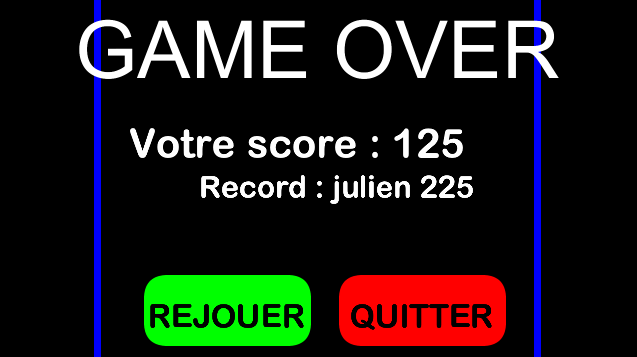 GAME OVER
Votre score : 125
Record : julien 225
REJOUER QUITTER